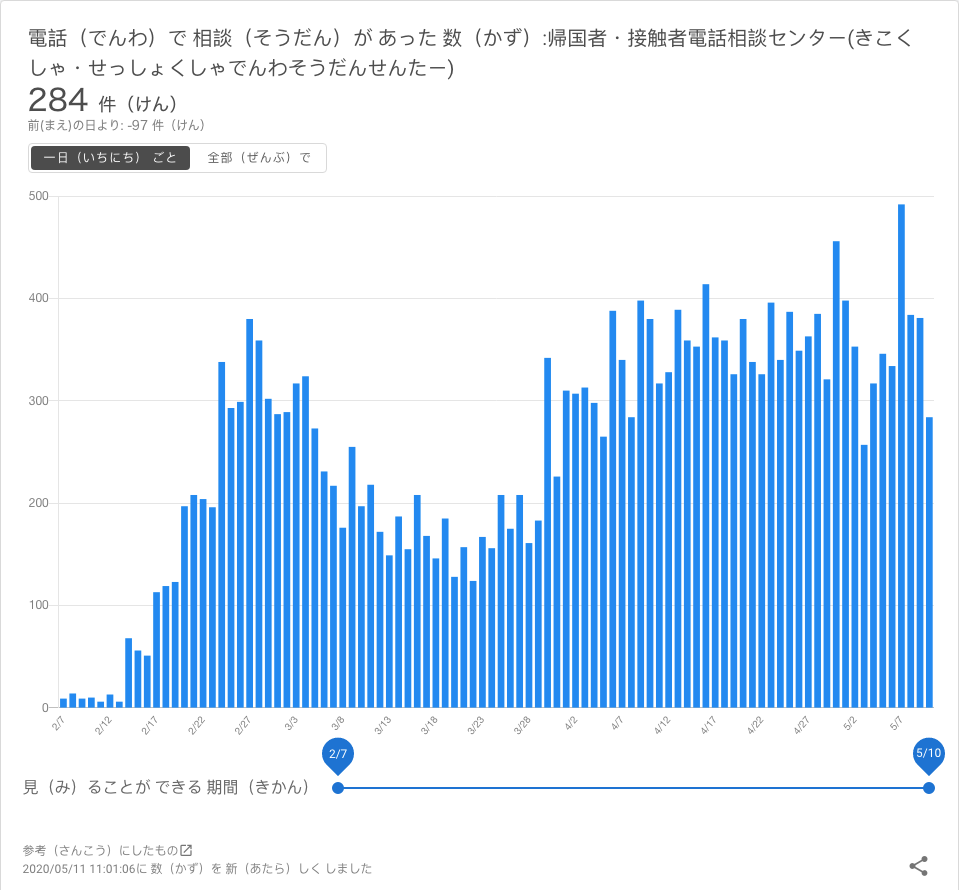 電話（でんわ）で 相談（そうだん）が あった 数（かず）:帰国者・接触者電話相談センター(きこく
しゃ・せっしょくしゃでんわそうだんせんたー)
284 件（けん）
前(まえ)の日より: -97 件（けん）
一日（いちにち） ごと 全部（ぜんぶ）で
500
400
300
200
100
0
2/7 2/12 2/17 2/22 2/27 3/3 3/8 3/13 3/18 3/23 3/28 4/2 4/7 4/12 4/17 4/22 4/27 5/2 5/7
2/7 5/10
見（み）ることが できる 期間（きかん）
参考（さんこう）にしたもの
2020/05/11 11:01:06に 数（かず）を 新（あたら）しく しました